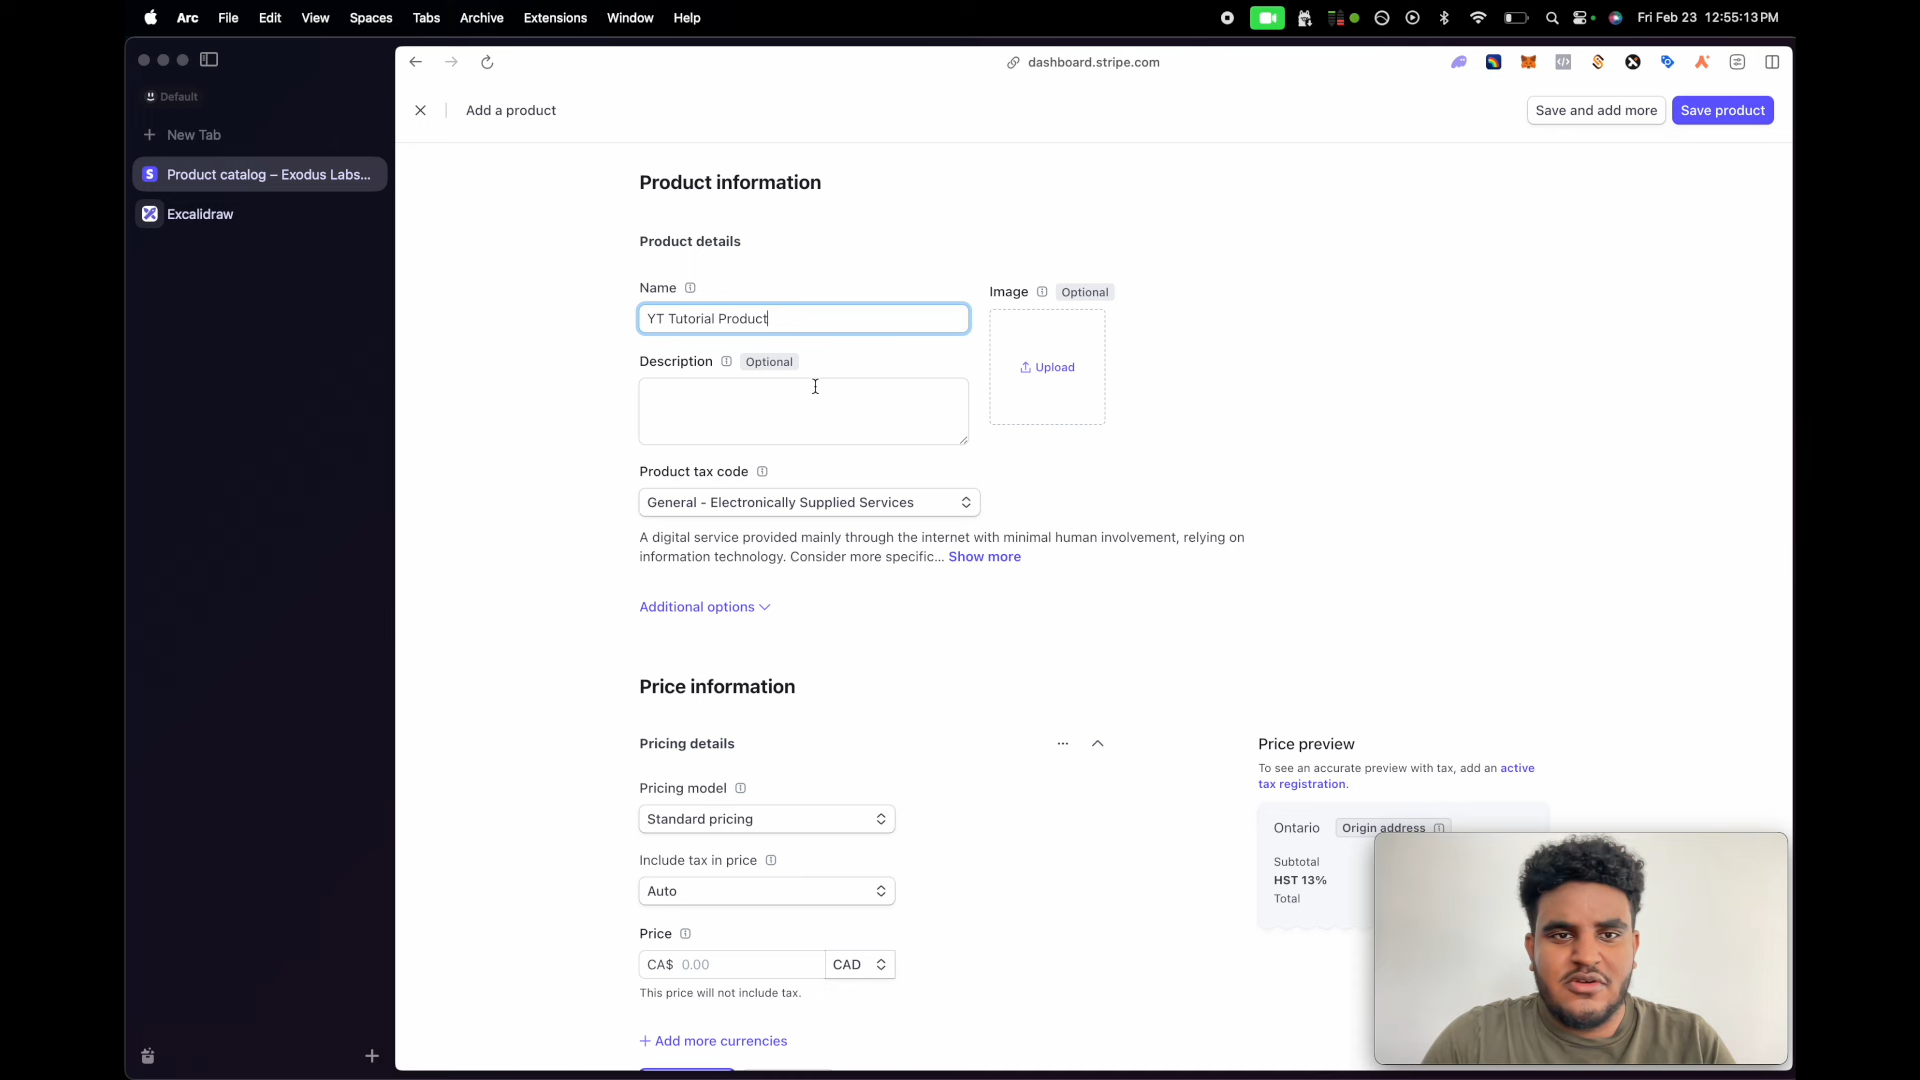 Arc File Edit View Spaces Tabs Archive Extensions Window Help Fri Feb 23 12:55:13 PM
dashboard.stripe.com
Default
New Tab
Product catalog – Exodus Labs...
Excalidraw
Add a product
Save and add more
Save product
Product information
Product details
Name
YT Tutorial Product
Image Optional
Upload
Description Optional
Product tax code
General - Electronically Supplied Services
A digital service provided mainly through the internet with minimal human involvement, relying on
information technology. Consider more specific... Show more
Additional options
Price information
Pricing details
Pricing model
Standard pricing
Include tax in price
Auto
Price
CA$ 0.00 CAD
This price will not include tax.
+ Add more currencies
Price preview
To see an accurate preview with tax, add an active
tax registration.
Ontario Origin address
Subtotal
HST 13%
Total